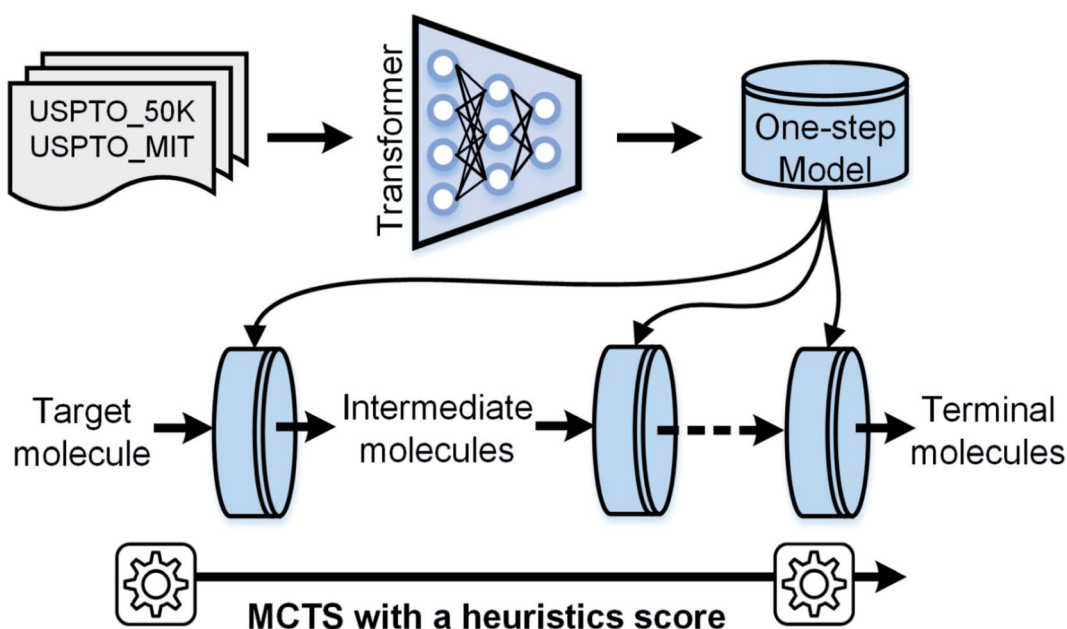 USPTO_50K
USPTO_MIT
Transformer
One-step
Model
Target
molecule
Intermediate
molecules
Terminal
molecules
MCTS with a heuristics score